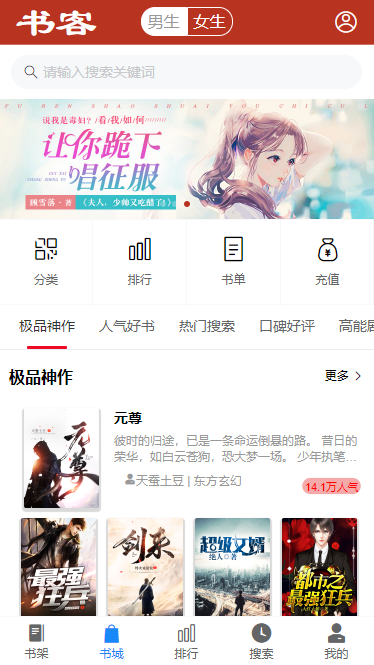 书客
男生 女生
请输入搜索关键词
FU REN SHAO SHUAI YOU CHI CU L
说我是毒妇?/看/我/如/何/
让你跪下
唱征服
顾雪落·著 《夫人,少帅又吃醋了》
分类 排行 书单 充值
极品神作 人气好书 热门搜索 口碑好评 高能剧
极品神作 更多
元尊
元尊
彼时的归途,已是一条命运倒悬的路。 昔日的
荣华,如白云苍狗,恐大梦一场。 少年执笔...
天蚕土豆 | 东方玄幻
14.1万人气
最强狂兵 剑来 超级女婿 都市之最强狂兵
绝人 著
书架 书城 排行 搜索 我的